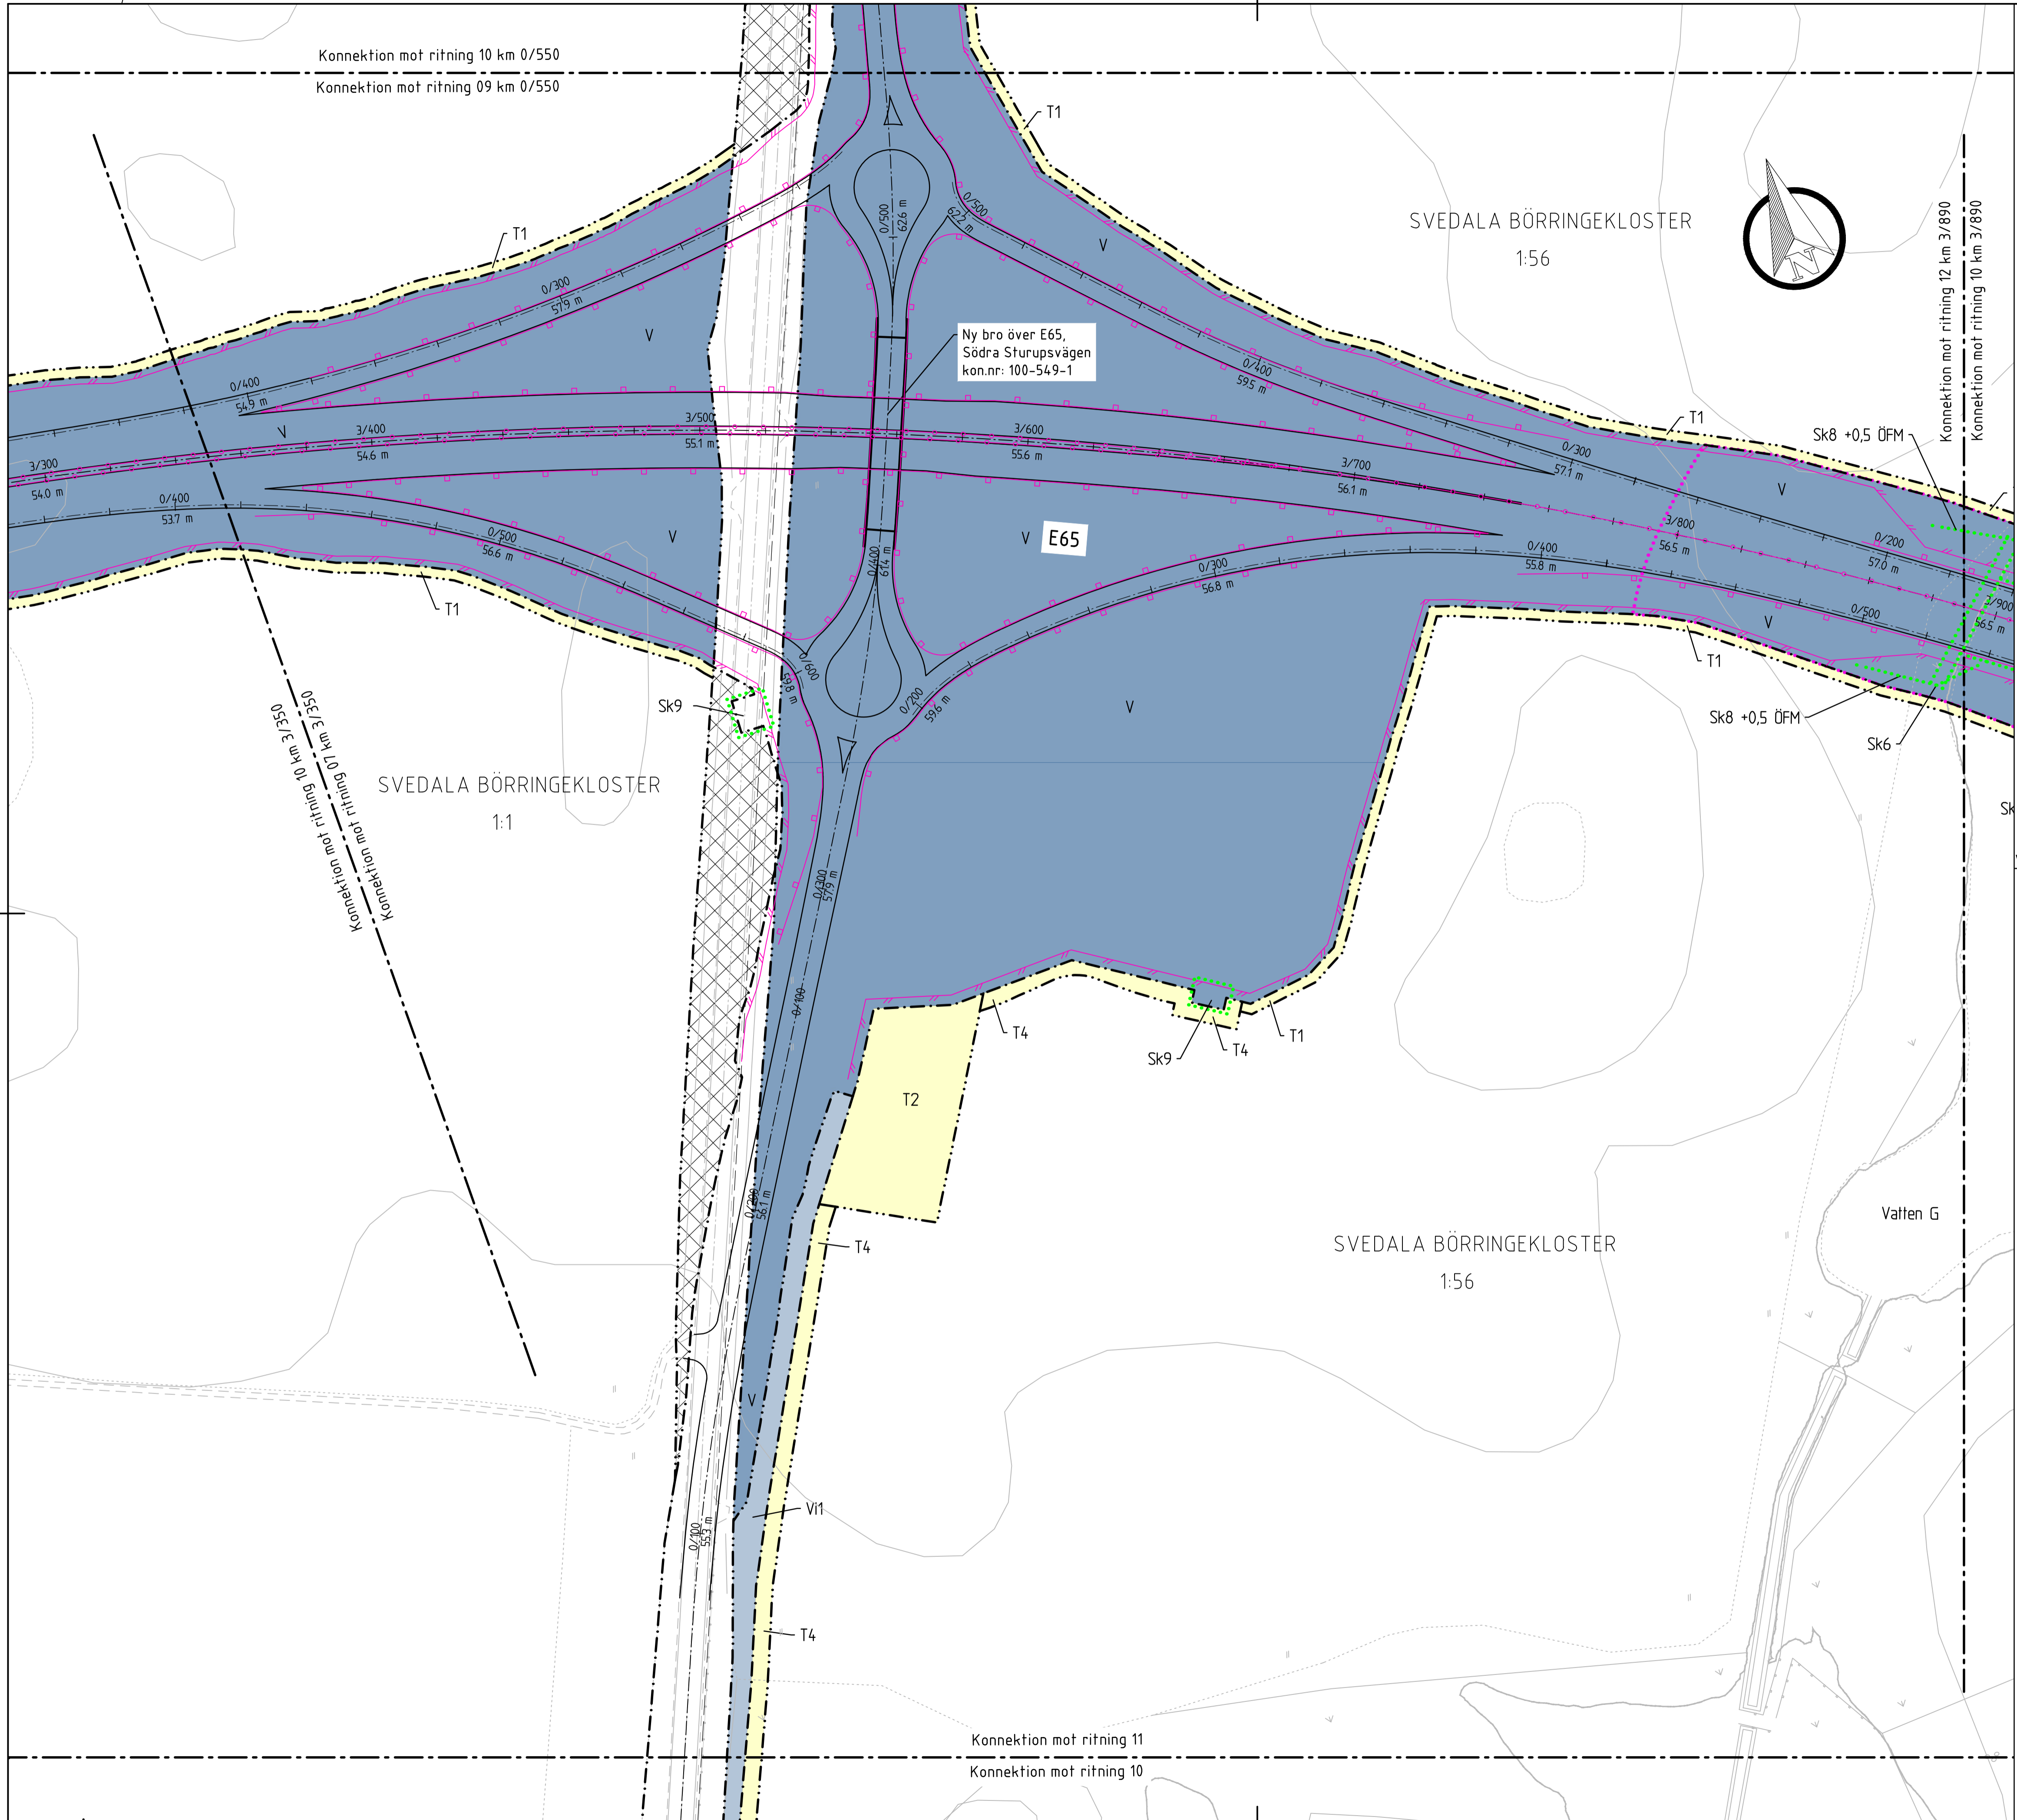 Konnektion mot ritning 10 km 0/550
Konnektion mot ritning 09 km 0/550
T1
SVEDALA BÖRRINGEKLOSTER
1:56
N
Konnektion mot ritning 12 km 3/890
Konnektion mot ritning 10 km 3/890
T1
0/500
62.6 m
0/500
62.2 m
V
0/300
57.9 m
V
Ny bro över E65,
Södra Sturupsvägen
kon.nr: 100-549-1
0/400
59.5 m
0/400
54.9 m
V
3/400
54.6 m
3/500
55.1 m
3/600
55.6 m
3/700
56.1 m
0/300
57.1 m
T1
Sk8 +0,5 ÖFM
3/300
54.0 m
0/400
53.7 m
0/500
56.6 m
V
V
E65
0/400
61.4 m
V
3/800
56.5 m
0/200
57.0 m
0/300
56.8 m
0/400
55.8 m
0/500
56.5 m
V
T1
T1
0/600
59.8 m
0/200
59.6 m
Sk9
V
Sk8 +0,5 ÖFM
Sk6
Konnektion mot ritning 10 km 3/350
Konnektion mot ritning 07 km 3/350
SVEDALA BÖRRINGEKLOSTER
1:1
Sk
0/300
57.9 m
0/100
T4
Sk9
T4
T1
T2
0/200
56.1 m
T4
Vatten G
SVEDALA BÖRRINGEKLOSTER
1:56
V
Vi1
0/100
55.3 m
T4
Konnektion mot ritning 11
Konnektion mot ritning 10